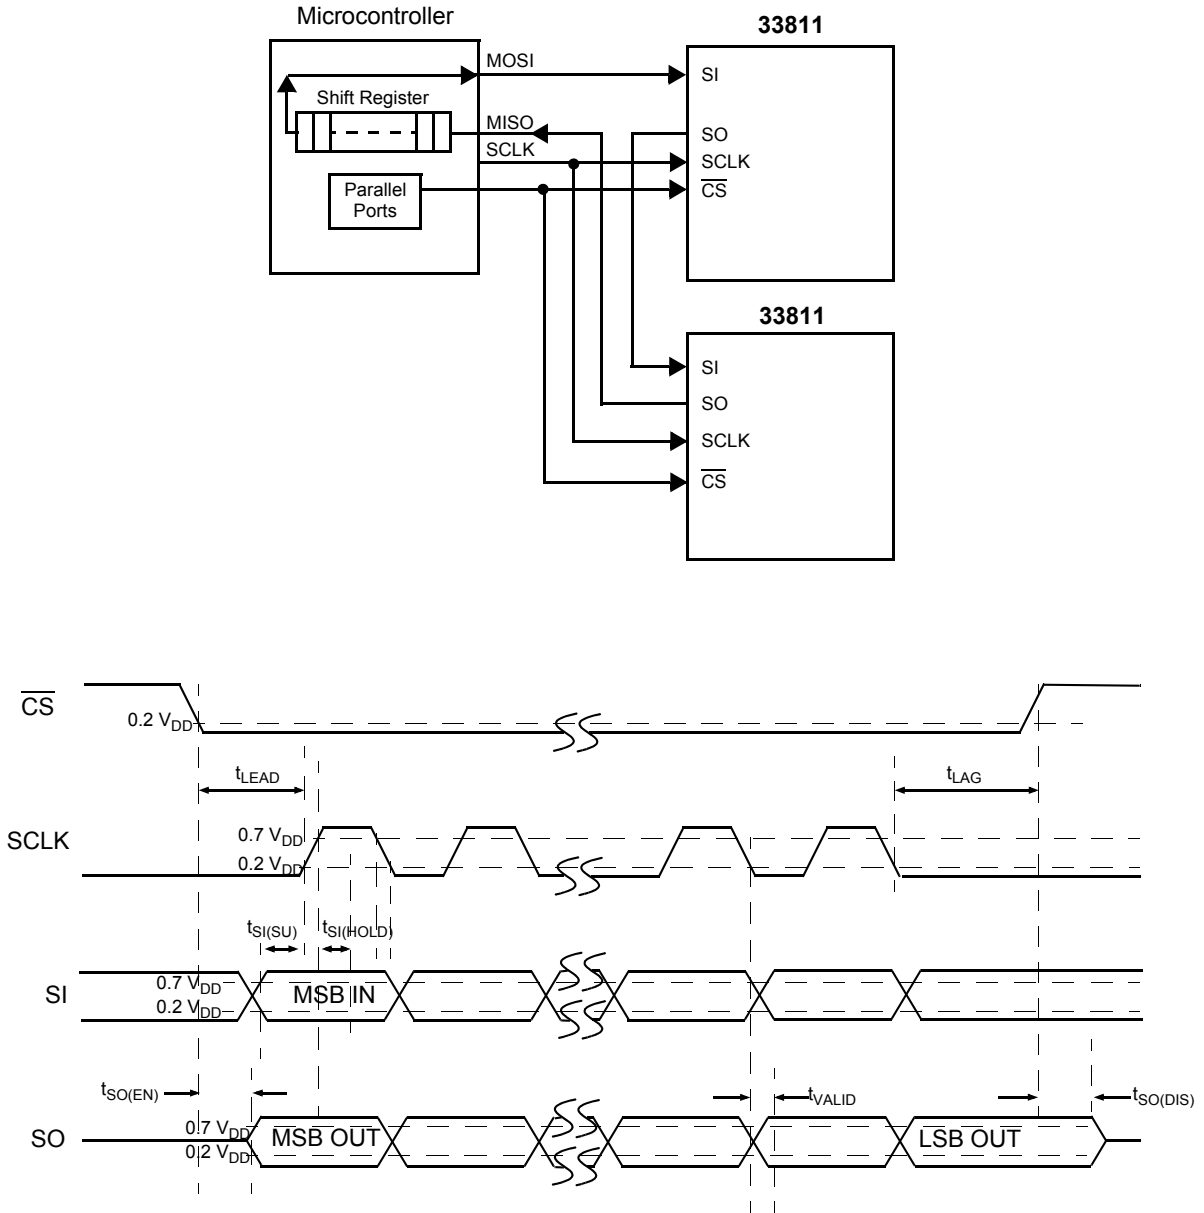 Microcontroller
33811
MOSI
SI
Shift Register
MISO
SO
SCLK
SCLK
Parallel
Ports
CS
33811
SI
SO
SCLK
CS
CS
0.2 VDD
tLEAD
tLAG
SCLK
0.7 VDD
0.2 VDD
tSI(SU)
tSI(HOLD)
SI
0.7 VDD
0.2 VDD
MSB IN
tSO(EN)
tVALID
tSO(DIS)
SO
0.7 VDD
0.2 VDD
MSB OUT
LSB OUT